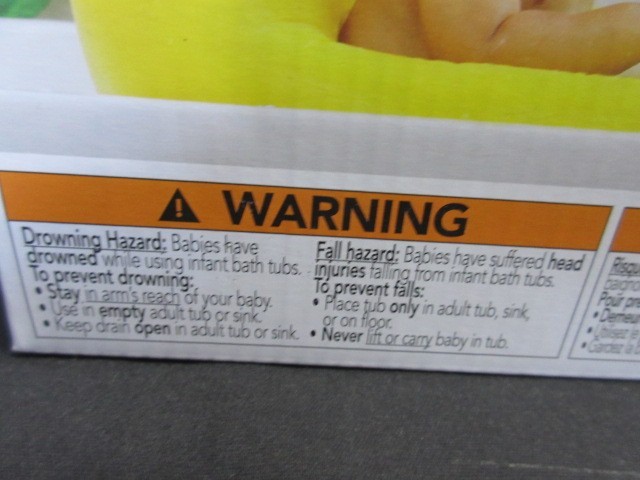 WARNING
Drowning Hazard: Babies have
drowned while using infant bath tubs.
To prevent drowning:
• Stay in arm's reach of your baby.
• Use in empty adult tub or sink.
• Keep drain open in adult tub or sink.
Fall hazard: Babies have suffered head
injuries falling from infant bath tubs.
To prevent falls:
• Place tub only in adult tub, sink,
or on floor.
• Never lift or carry baby in tub.
Pour